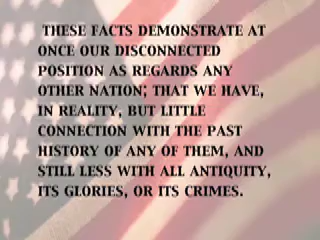 THESE FACTS DEMONSTRATE AT
ONCE OUR DISCONNECTED
POSITION AS REGARDS ANY
OTHER NATION; THAT WE HAVE,
IN REALITY, BUT LITTLE
CONNECTION WITH THE PAST
HISTORY OF ANY OF THEM, AND
STILL LESS WITH ALL ANTIQUITY,
ITS GLORIES, OR ITS CRIMES.